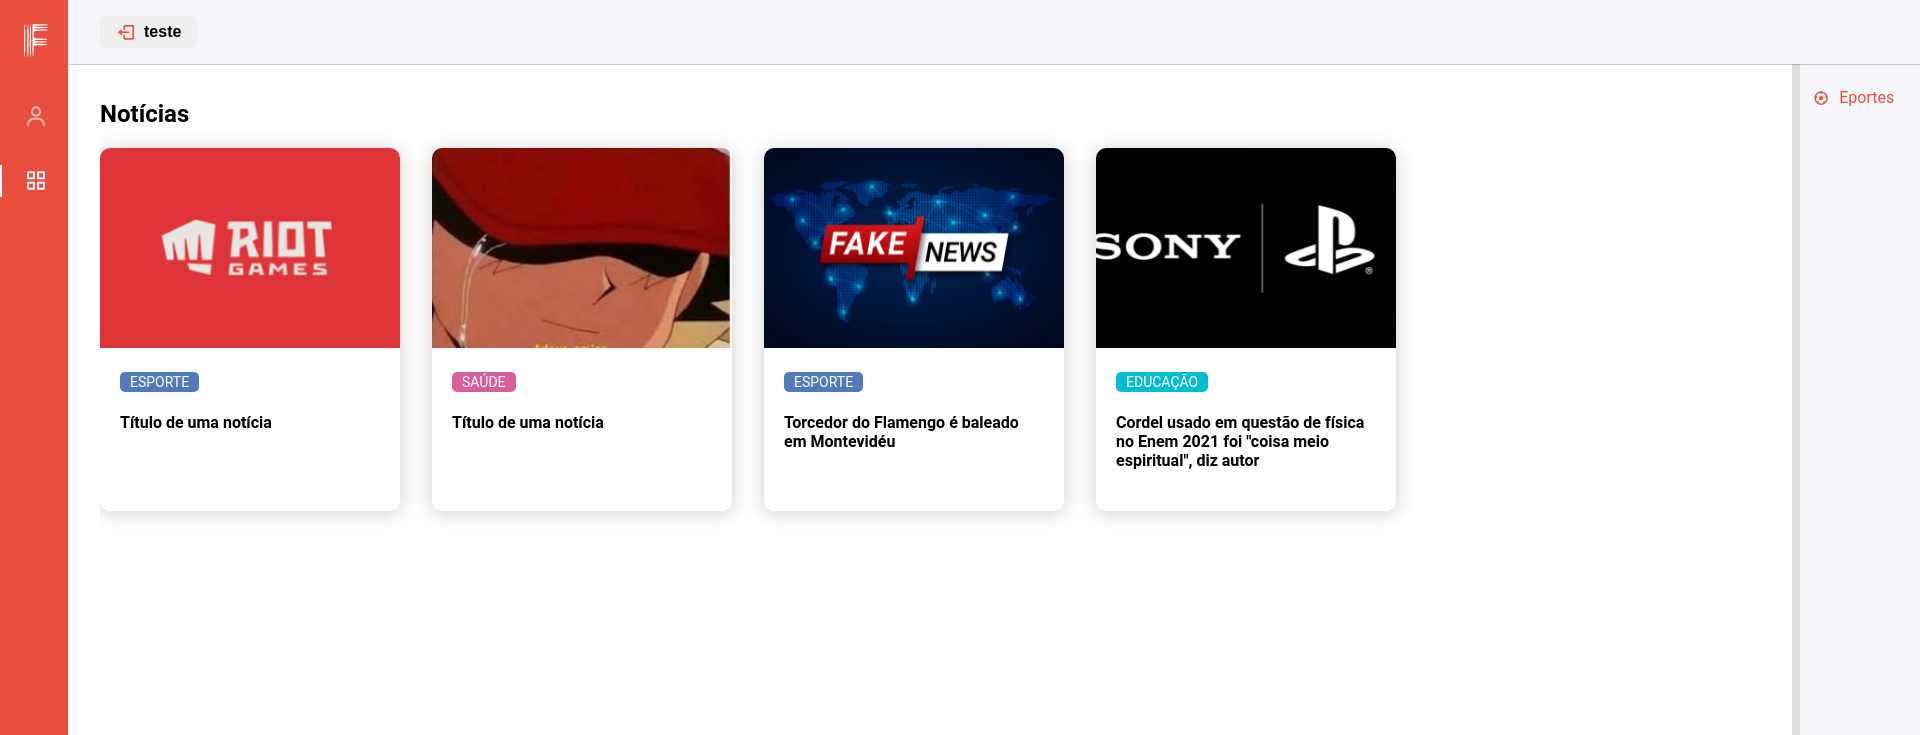 F
teste
Eportes
Notícias
RIOT
GAMES
FAKE
NEWS
SONY
ESPORTE
SAÚDE
ESPORTE
EDUCAÇÃO
Título de uma notícia
Título de uma notícia
Torcedor do Flamengo é baleado
em Montevidéu
Cordel usado em questão de física
no Enem 2021 foi "coisa meio
espiritual", diz autor